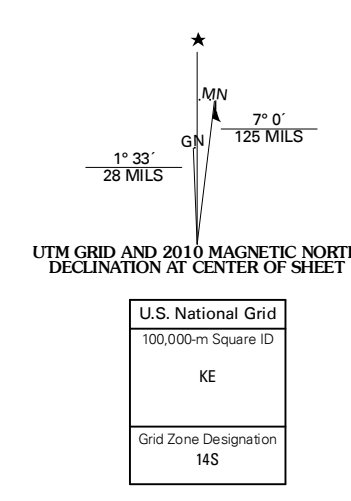 MN
GN
7° 0´
125 MILS
1° 33´
28 MILS
UTM GRID AND 2010 MAGNETIC NORTH
DECLINATION AT CENTER OF SHEET
U.S. National Grid
100,000-m Square ID
KE
Grid Zone Designation
14S